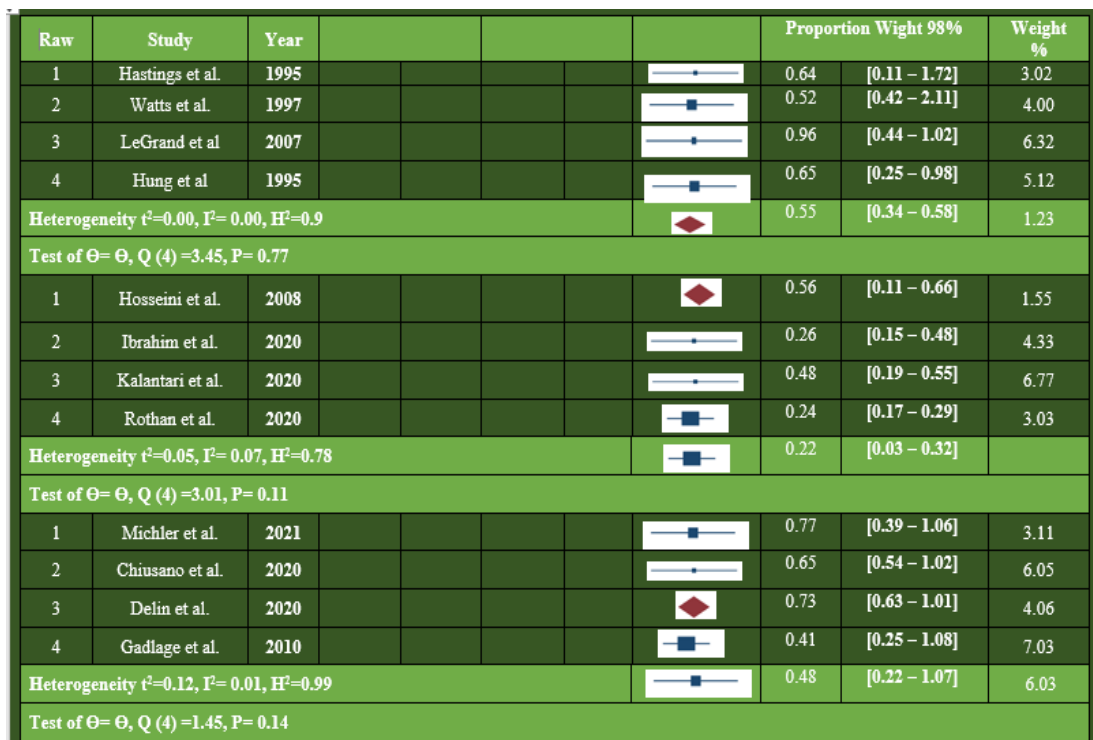 Raw Study Year Proportion Wight 98% Weight %
1 Hastings et al. 1995 0.64 [0.11 – 1.72] 3.02
2 Watts et al. 1997 0.52 [0.42 – 2.11] 4.00
3 LeGrand et al 2007 0.96 [0.44 – 1.02] 6.32
4 Hung et al 1995 0.65 [0.25 – 0.98] 5.12
Heterogeneity t²=0.00, I²= 0.00, H²=0.9 0.55 [0.34 – 0.58] 1.23
Test of Ɵ= Ɵ, Q (4) =3.45, P= 0.77
1 Hosseini et al. 2008 0.56 [0.11 – 0.66] 1.55
2 Ibrahim et al. 2020 0.26 [0.15 – 0.48] 4.33
3 Kalantari et al. 2020 0.48 [0.19 – 0.55] 6.77
4 Rothan et al. 2020 0.24 [0.17 – 0.29] 3.03
Heterogeneity t²=0.05, I²= 0.07, H²=0.78 0.22 [0.03 – 0.32]
Test of Ɵ= Ɵ, Q (4) =3.01, P= 0.11
1 Michler et al. 2021 0.77 [0.39 – 1.06] 3.11
2 Chiusano et al. 2020 0.65 [0.54 – 1.02] 6.05
3 Delin et al. 2020 0.73 [0.63 – 1.01] 4.06
4 Gadlage et al. 2010 0.41 [0.25 – 1.08] 7.03
Heterogeneity t²=0.12, I²= 0.01, H²=0.99 0.48 [0.22 – 1.07] 6.03
Test of Ɵ= Ɵ, Q (4) =1.45, P= 0.14